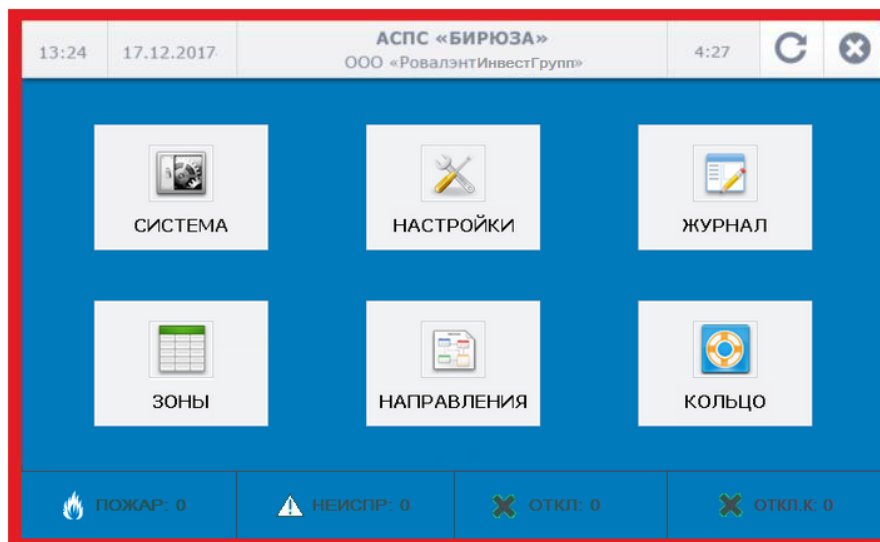 13:24
17.12.2017
АСПС «БИРЮЗА»
ООО «РовалэнтИнвестГрупп»
4:27
СИСТЕМА
НАСТРОЙКИ
ЖУРНАЛ
ЗОНЫ
НАПРАВЛЕНИЯ
КОЛЬЦО
ПОЖАР: 0
НЕИСПР: 0
ОТКЛ: 0
ОТКЛ.К: 0